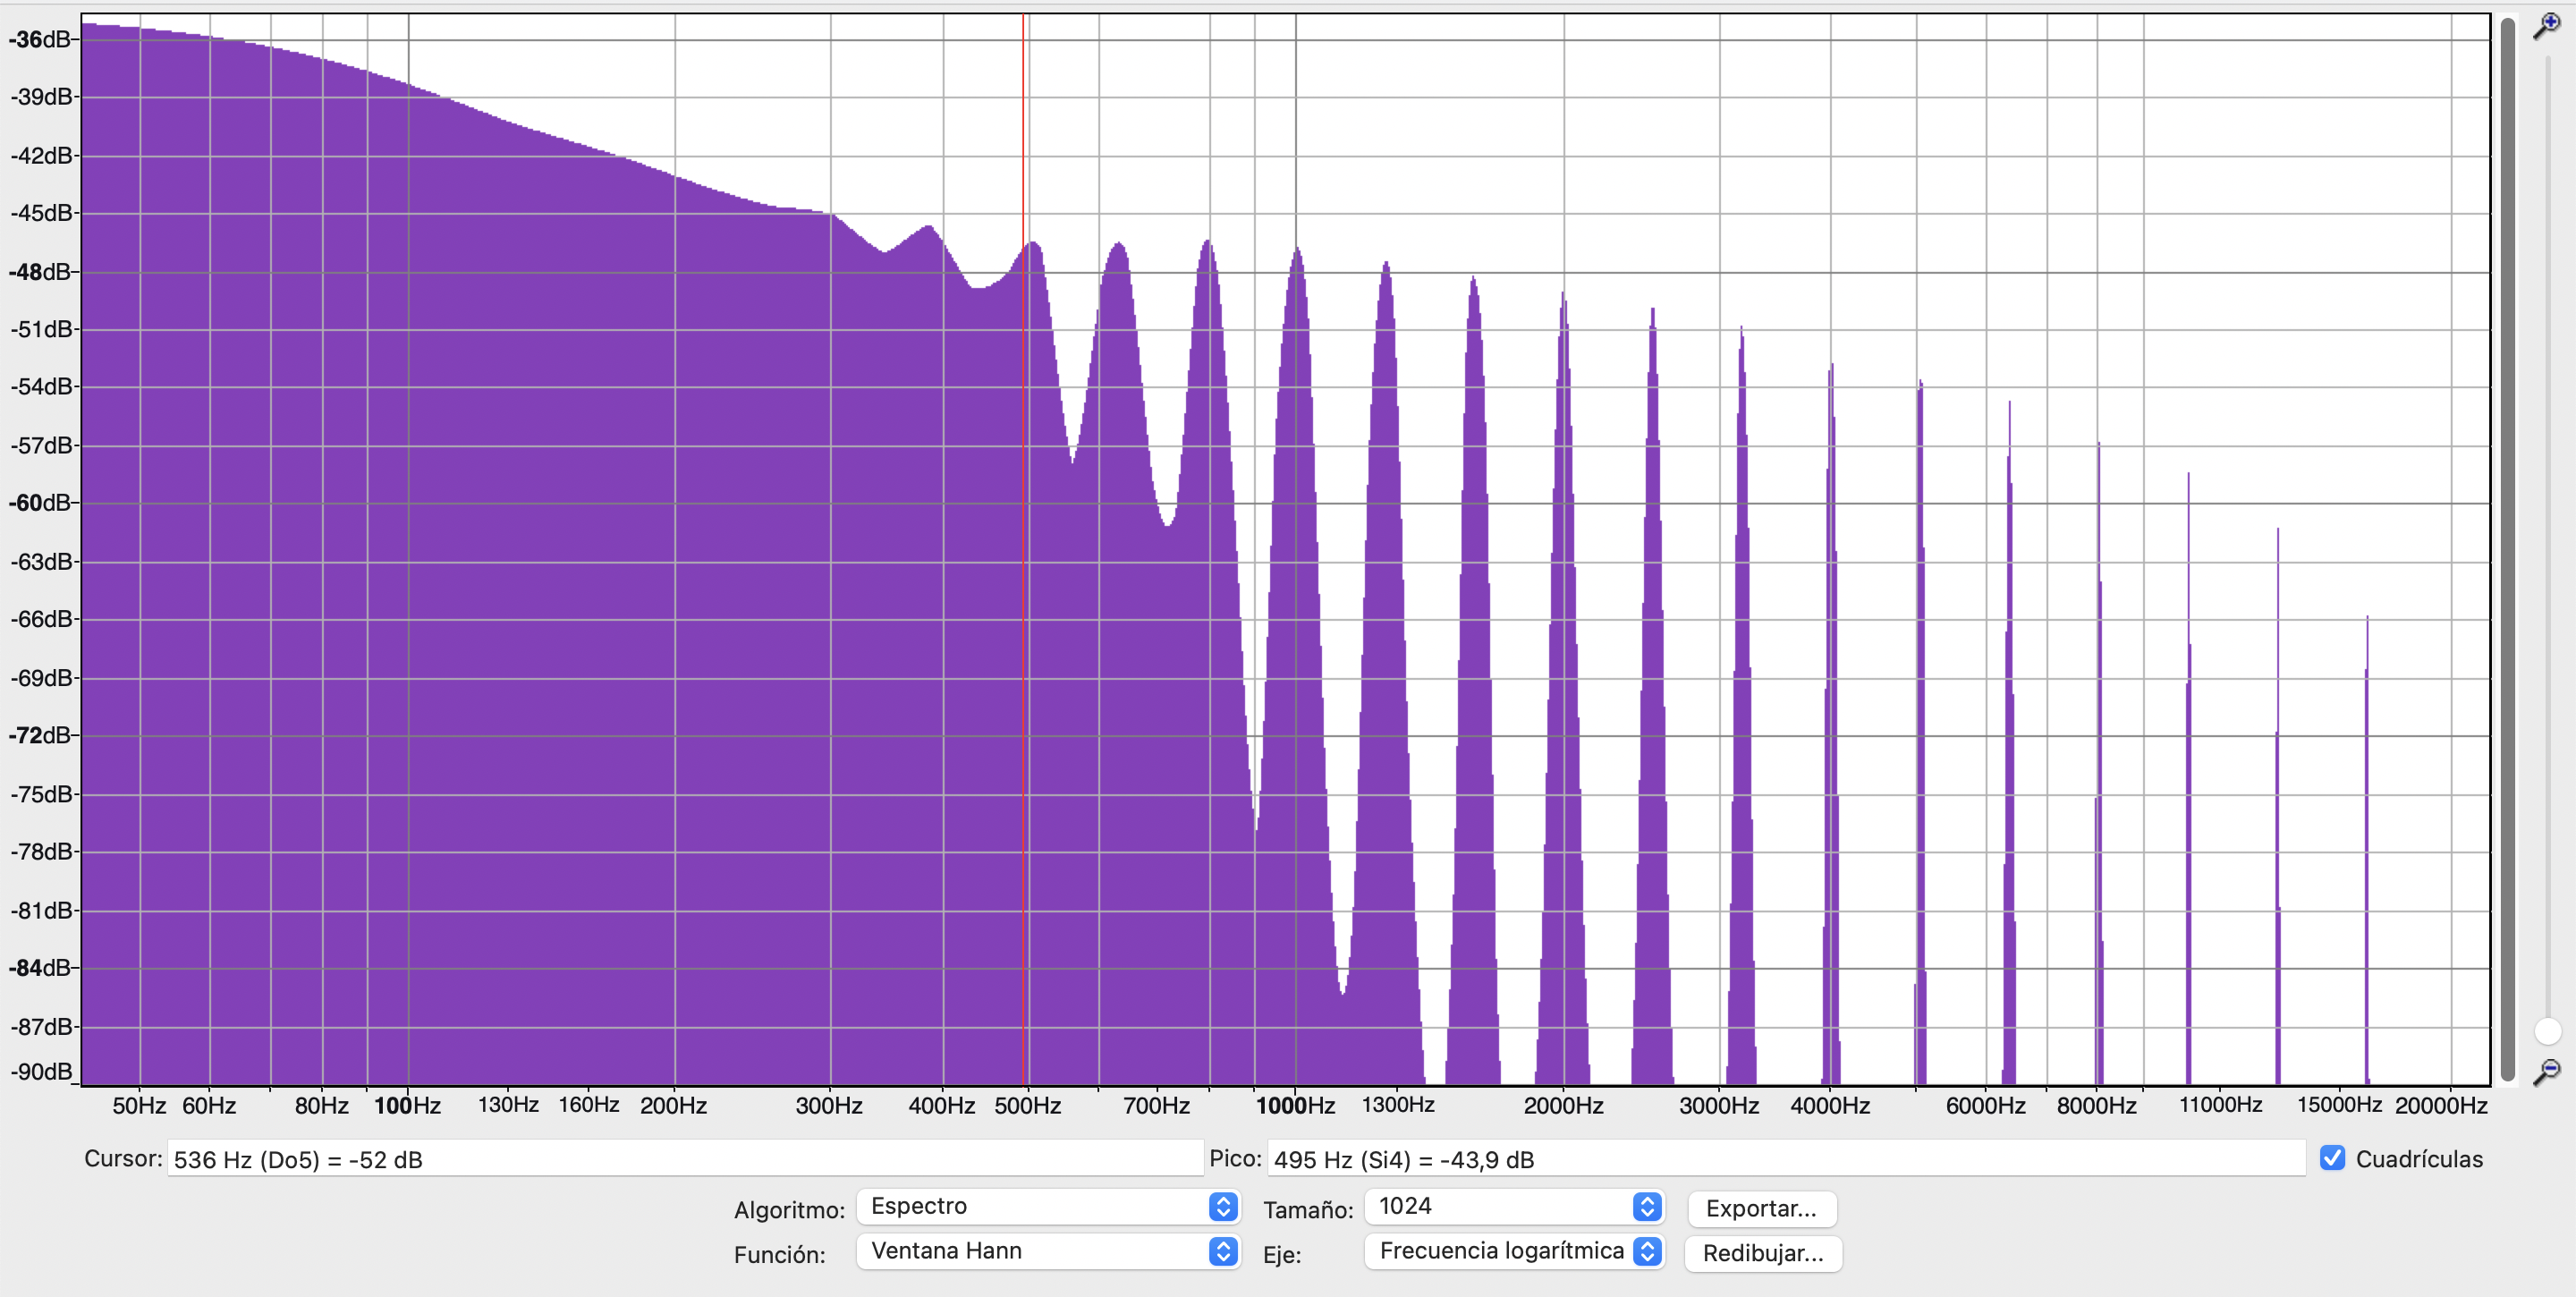 -36dB
-39dB
-42dB
-45dB
-48dB
-51dB
-54dB
-57dB
-60dB
-63dB
-66dB
-69dB
-72dB
-75dB
-78dB
-81dB
-84dB
-87dB
-90dB
50Hz 60Hz 80Hz 100Hz 130Hz 160Hz 200Hz 300Hz 400Hz 500Hz 700Hz 1000Hz 1300Hz 2000Hz 3000Hz 4000Hz 6000Hz 8000Hz 11000Hz 15000Hz 20000Hz
Cursor: 536 Hz (Do5) = -52 dB Pico: 495 Hz (Si4) = -43,9 dB Cuadrículas
Algoritmo: Espectro Tamaño: 1024 Exportar...
Función: Ventana Hann Eje: Frecuencia logarítmica Redibujar...